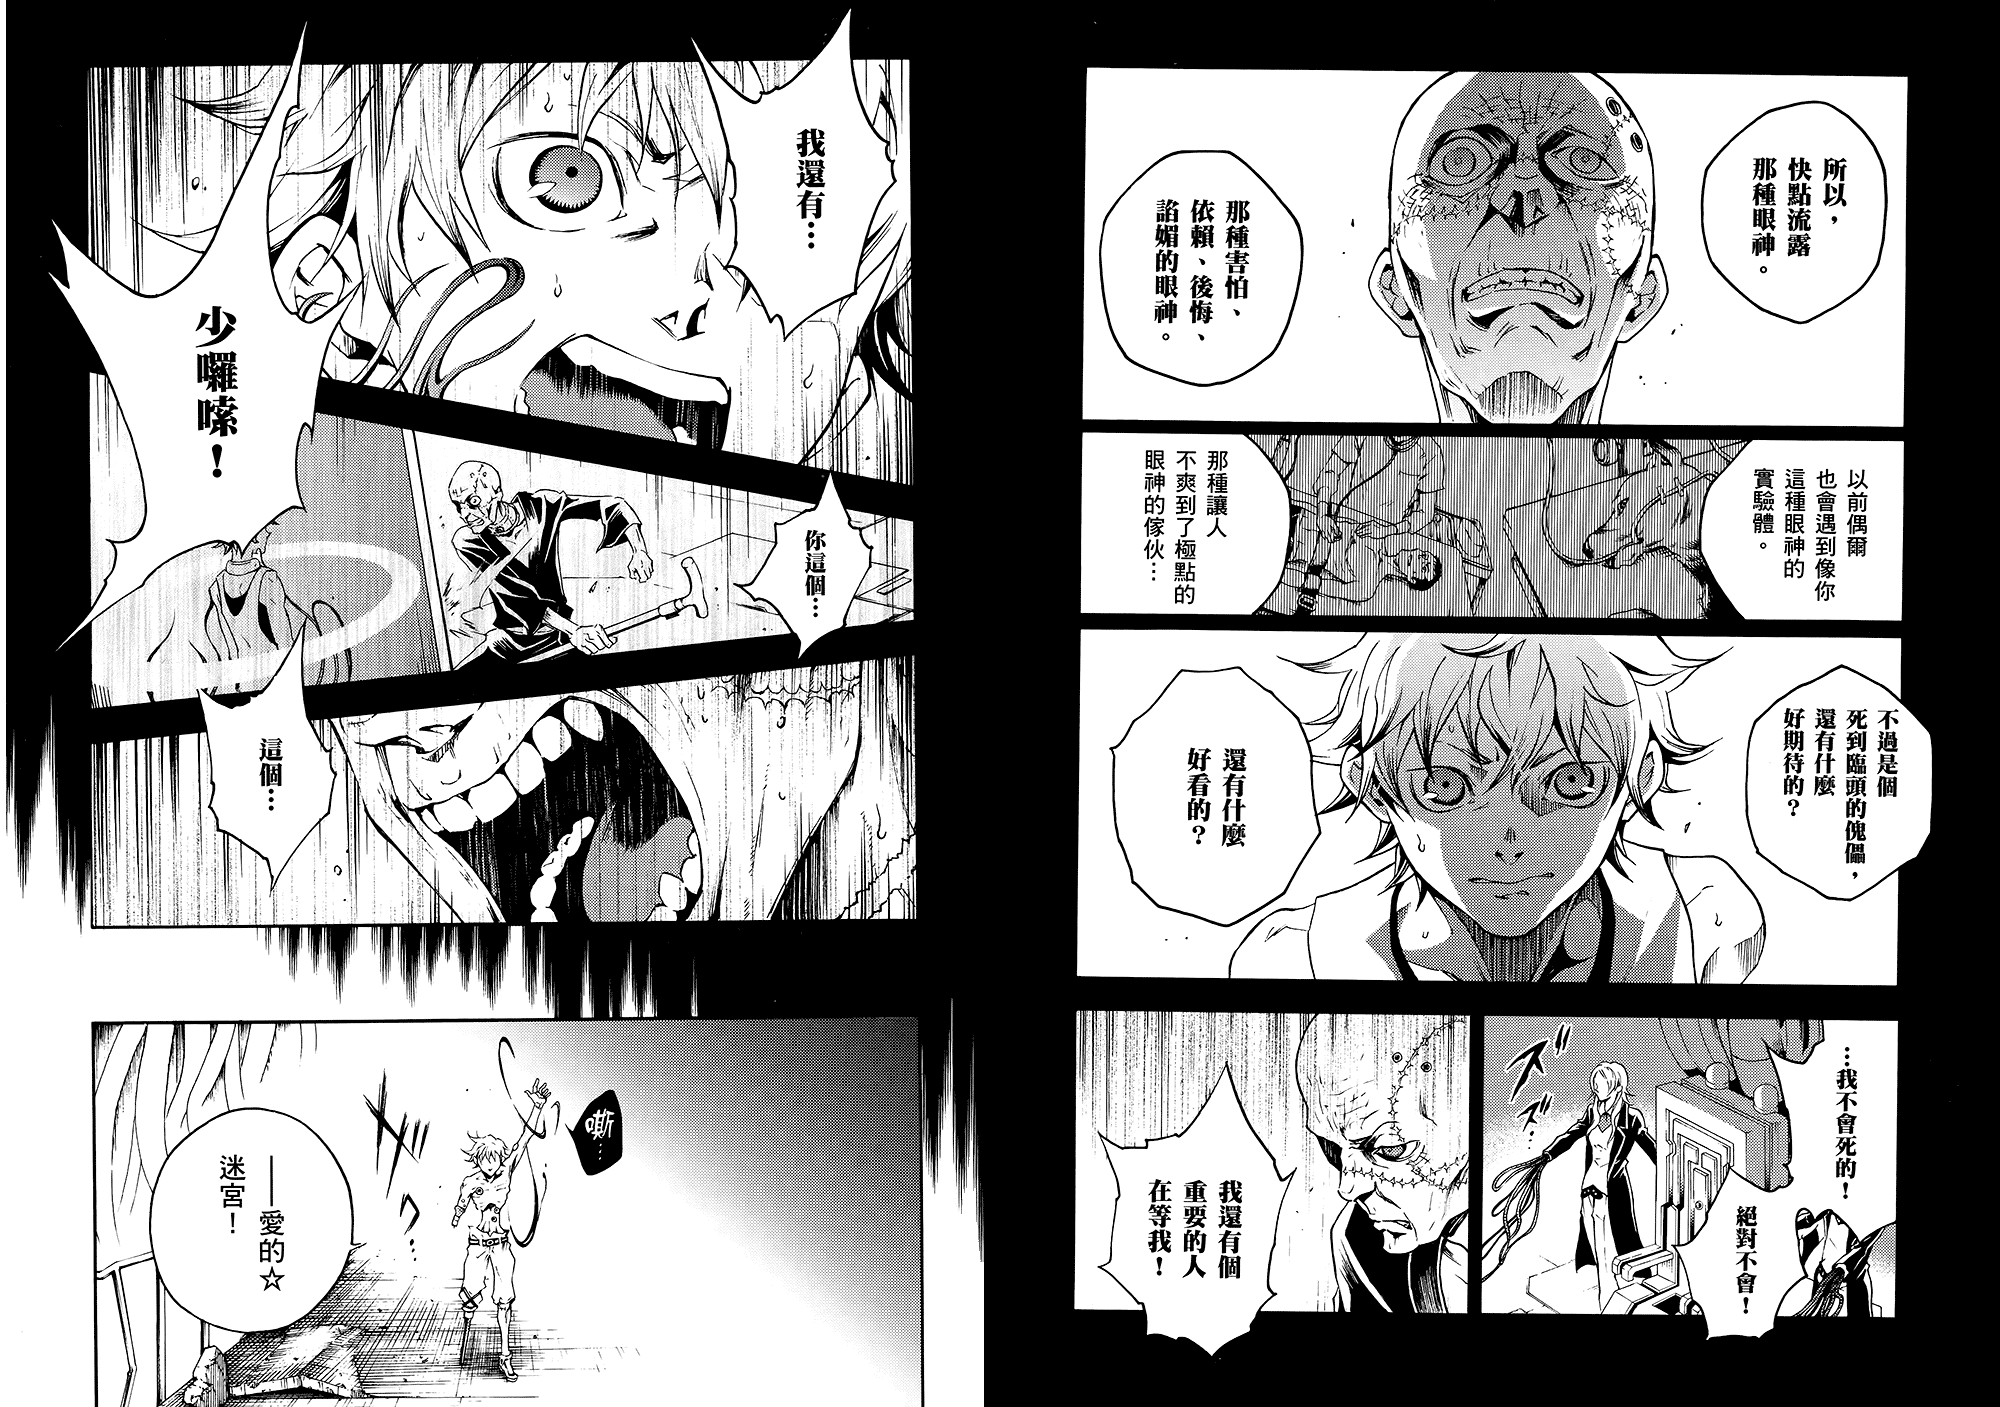 所以，
快點流露
那種眼神。
那種害怕、
依賴、後悔、
諂媚的眼神。
以前偶爾
也會遇到像你
這種眼神的
實驗體。
那種讓人
不爽到了極點的
眼神的傢伙…
不過是個
死到臨頭的傀儡，
還有什麼
好期待的？
還有什麼
好看的？
…我不會死的！
絕對不會！
ズズ…
我還有個
重要的人
在等我！
我還有…
少囉嗦！
你這個…
這個…
嘶…
ズザッ
——愛的☆
迷宮！